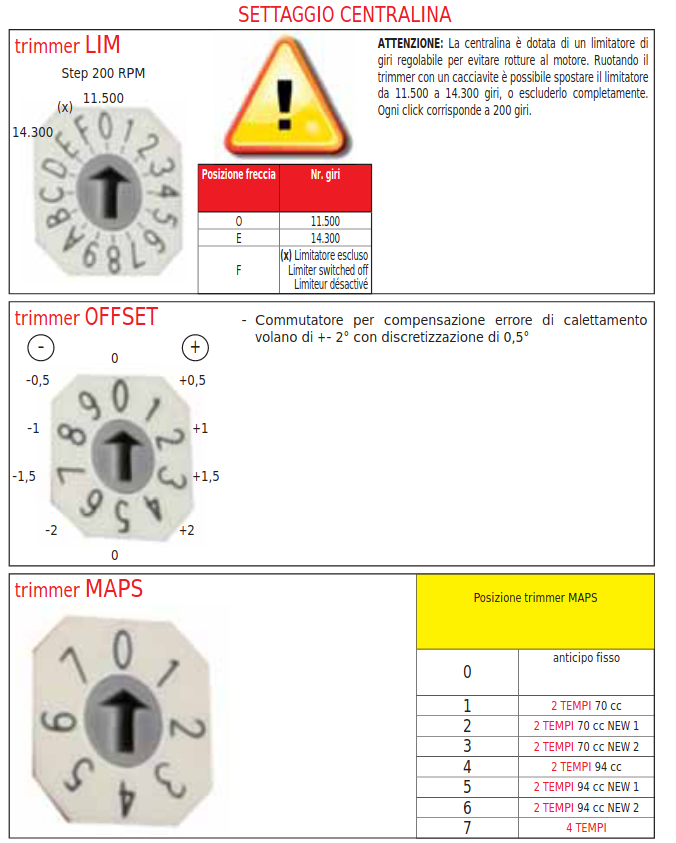 SETTAGGIO CENTRALINA
trimmer LIM
Step 200 RPM
11.500
(x)
14.300
0 1 2 3 4 5 6 7 8 9 A B C D E F
!
ATTENZIONE: La centralina è dotata di un limitatore di
giri regolabile per evitare rotture al motore. Ruotando il
trimmer con un cacciavite è possibile spostare il limitatore
da 11.500 a 14.300 giri, o escluderlo completamente.
Ogni click corrisponde a 200 giri.
Posizione freccia Nr. giri
O 11.500
E 14.300
F (x) Limitatore escluso
Limiter switched off
Limiteur désactivé
trimmer OFFSET
- +
0
-0,5 +0,5
-1 +1
-1,5 +1,5
-2 +2
0
0 1 2 3 4 5 6 7 8 9
- Commutatore per compensazione errore di calettamento
volano di +- 2° con discretizzazione di 0,5°
trimmer MAPS
0 1 2 3 4 5 6 7
Posizione trimmer MAPS
0 anticipo fisso
1 2 TEMPI 70 cc
2 2 TEMPI 70 cc NEW 1
3 2 TEMPI 70 cc NEW 2
4 2 TEMPI 94 cc
5 2 TEMPI 94 cc NEW 1
6 2 TEMPI 94 cc NEW 2
7 4 TEMPI